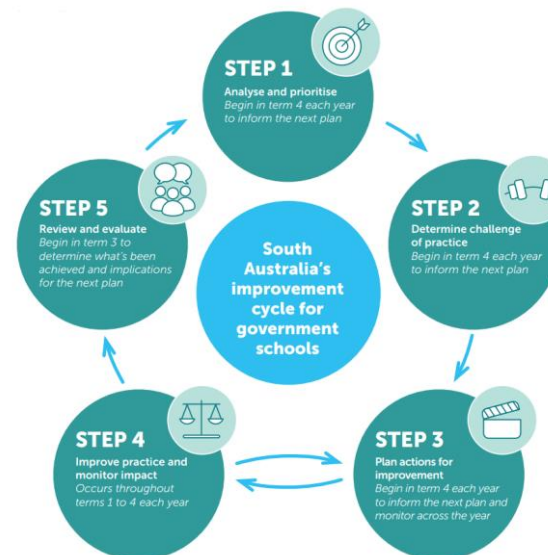 STEP 1
Analyse and prioritise
Begin in term 4 each year
to inform the next plan
STEP 2
Determine challenge
of practice
Begin in term 4 each year
to inform the next plan
STEP 3
Plan actions for
improvement
Begin in term 4 each year
to inform the next plan and
monitor across the year
STEP 4
Improve practice and
monitor impact
Occurs throughout
terms 1 to 4 each year
STEP 5
Review and evaluate
Begin in term 3 to
determine what's been
achieved and implications
for the next plan
South
Australia's
improvement
cycle for
government
schools